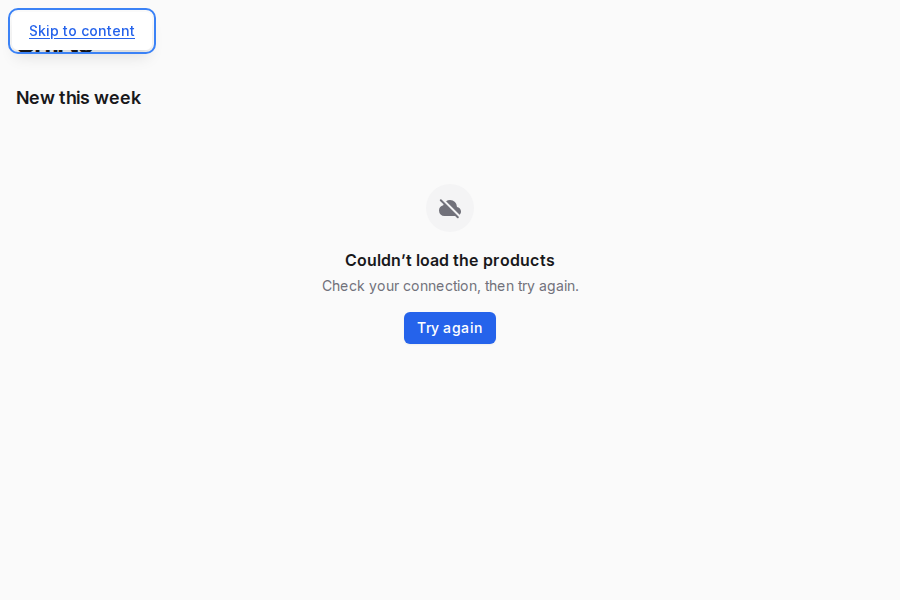 Skip to content
New this week
Couldn’t load the products
Check your connection, then try again.
Try again